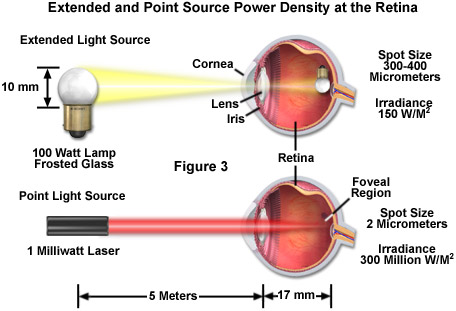 Extended and Point Source Power Density at the Retina
Extended Light Source
10 mm
100 Watt Lamp
Frosted Glass
Cornea
Lens
Iris
Spot Size
300-400
Micrometers
Irradiance
150 W/M²
Figure 3
Retina
Point Light Source
1 Milliwatt Laser
Foveal
Region
Spot Size
2 Micrometers
Irradiance
300 Million W/M²
5 Meters
17 mm